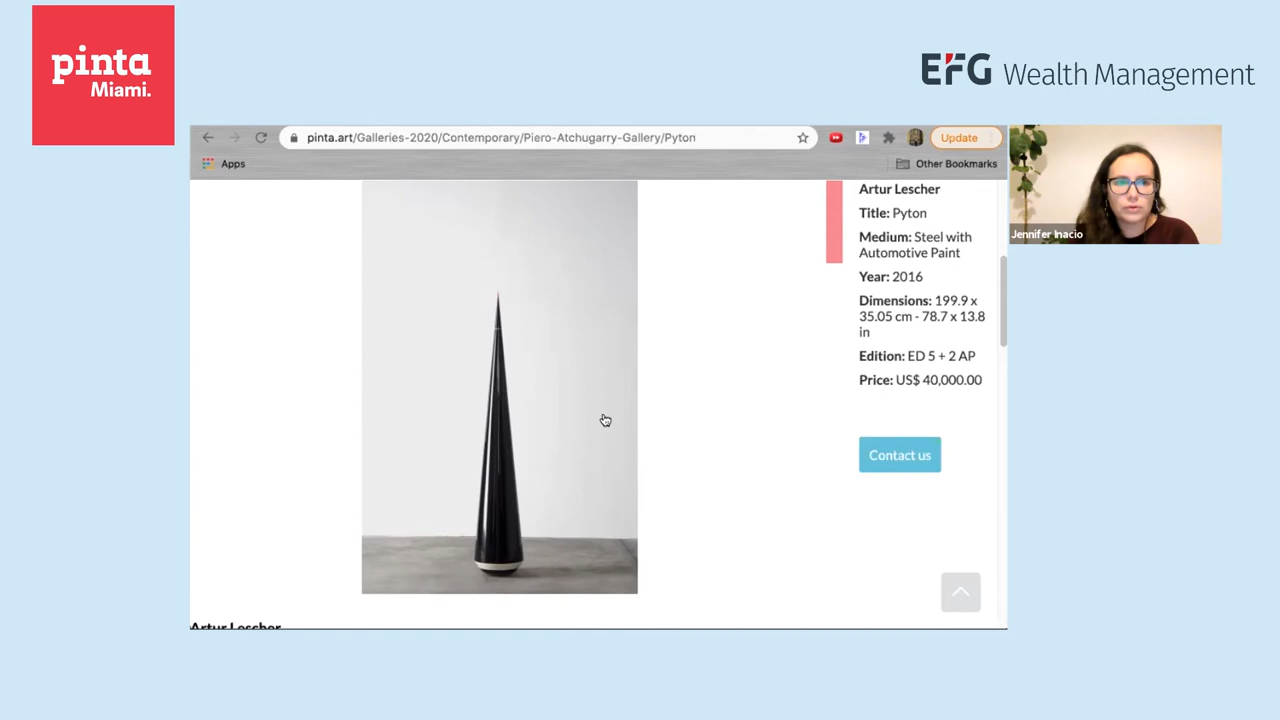 pinta
Miami.
EFG Wealth Management
pinta.art/Galleries-2020/Contemporary/Piero-Atchugarry-Gallery/Pyton
Update
Apps
Other Bookmarks
Artur Lescher
Title: Pyton
Medium: Steel with
Automotive Paint
Year: 2016
Dimensions: 199.9 x
35.05 cm - 78.7 x 13.8
in
Edition: ED 5 + 2 AP
Price: US$ 40,000.00
Contact us
Artur Lescher
Jennifer Inacio